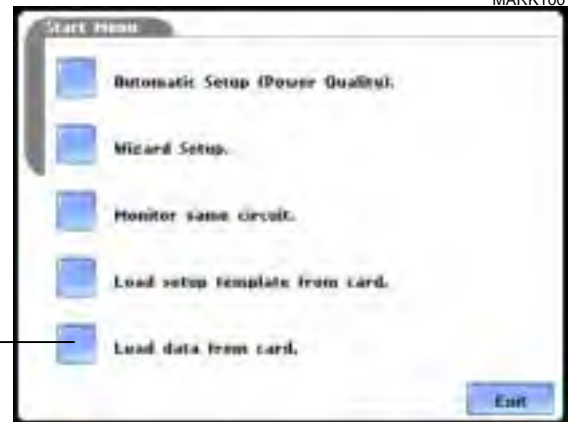 Start Menu
Automatic Setup (Power Quality).
Wizard Setup.
Monitor same circuit.
Load setup template from card.
Load data from card.
Exit